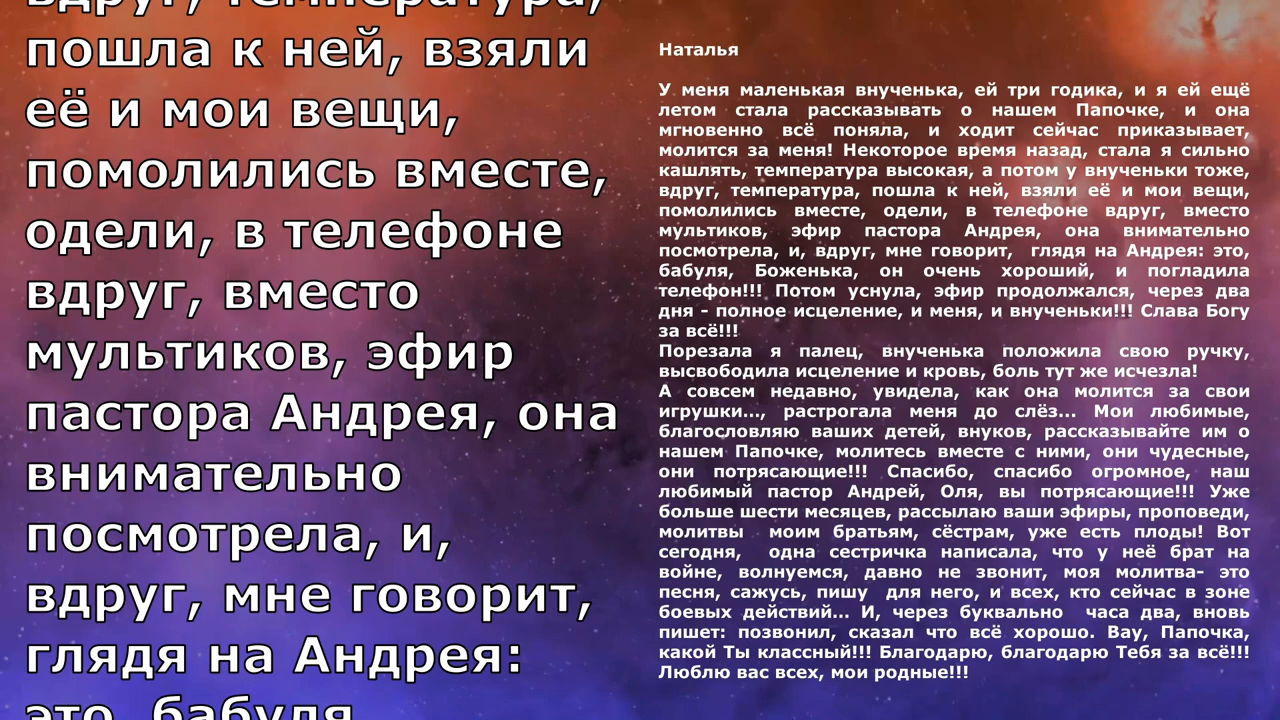 вдруг, температура,
пошла к ней, взяли
её и мои вещи,
помолились вместе,
одели, в телефоне
вдруг, вместо
мультиков, эфир
пастора Андрея, она
внимательно
посмотрела, и,
вдруг, мне говорит,
глядя на Андрея:
это, бабуля,
Наталья
У меня маленькая внученька, ей три годика, и я ей ещё
летом стала рассказывать о нашем Папочке, и она
мгновенно всё поняла, и ходит сейчас приказывает,
молится за меня! Некоторое время назад, стала я сильно
кашлять, температура высокая, а потом у внученьки тоже,
вдруг, температура, пошла к ней, взяли её и мои вещи,
помолились вместе, одели, в телефоне вдруг, вместо
мультиков, эфир пастора Андрея, она внимательно
посмотрела, и, вдруг, мне говорит, глядя на Андрея: это,
бабуля, Боженька, он очень хороший, и погладила
телефон!!! Потом уснула, эфир продолжался, через два
дня - полное исцеление, и меня, и внученьки!!! Слава Богу
за всё!!!
Порезала я палец, внученька положила свою ручку,
высвободила исцеление и кровь, боль тут же исчезла!
А совсем недавно, увидела, как она молится за свои
игрушки..., растрогала меня до слёз... Мои любимые,
благословляю ваших детей, внуков, рассказывайте им о
нашем Папочке, молитесь вместе с ними, они чудесные,
они потрясающие!!! Спасибо, спасибо огромное, наш
любимый пастор Андрей, Оля, вы потрясающие!!! Уже
больше шести месяцев, рассылаю ваши эфиры, проповеди,
молитвы моим братьям, сёстрам, уже есть плоды! Вот
сегодня, одна сестричка написала, что у неё брат на
войне, волнуемся, давно не звонит, моя молитва- это
песня, сажусь, пишу для него, и всех, кто сейчас в зоне
боевых действий... И, через буквально часа два, вновь
пишет: позвонил, сказал что всё хорошо. Вау, Папочка,
какой Ты классный!!! Благодарю, благодарю Тебя за всё!!!
Люблю вас всех, мои родные!!!